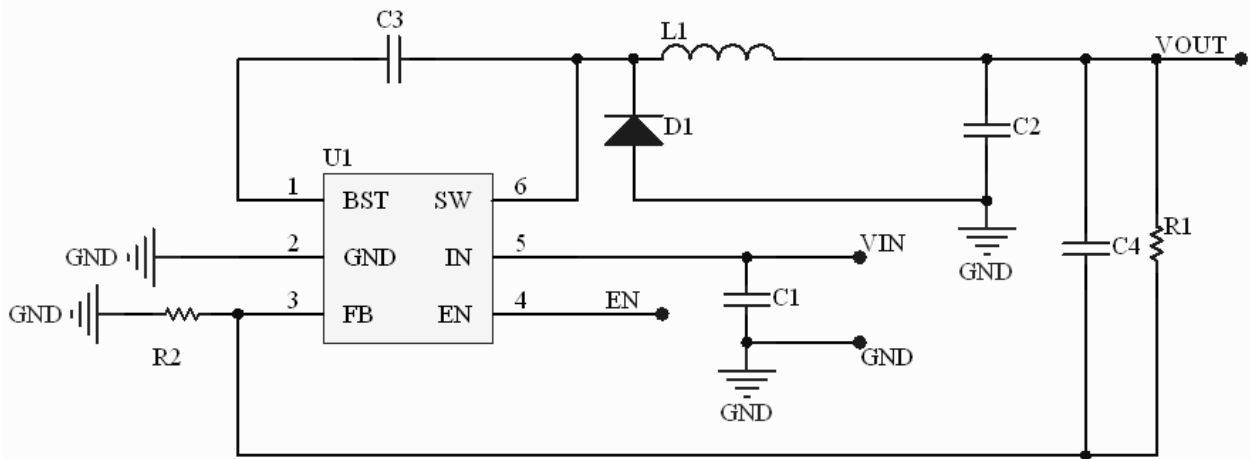 C3
L1
VOUT
D1
C2
U1
1 BST SW 6
R1
2 GND IN 5
GND
VIN
C4
GND
3 FB EN 4
GND
EN
C1
R2
GND
GND